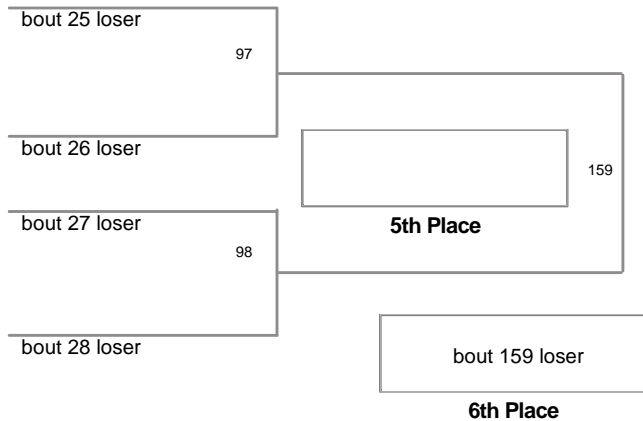 bout 25 loser
97
bout 26 loser
159
bout 27 loser
5th Place
98
bout 28 loser
bout 159 loser
6th Place